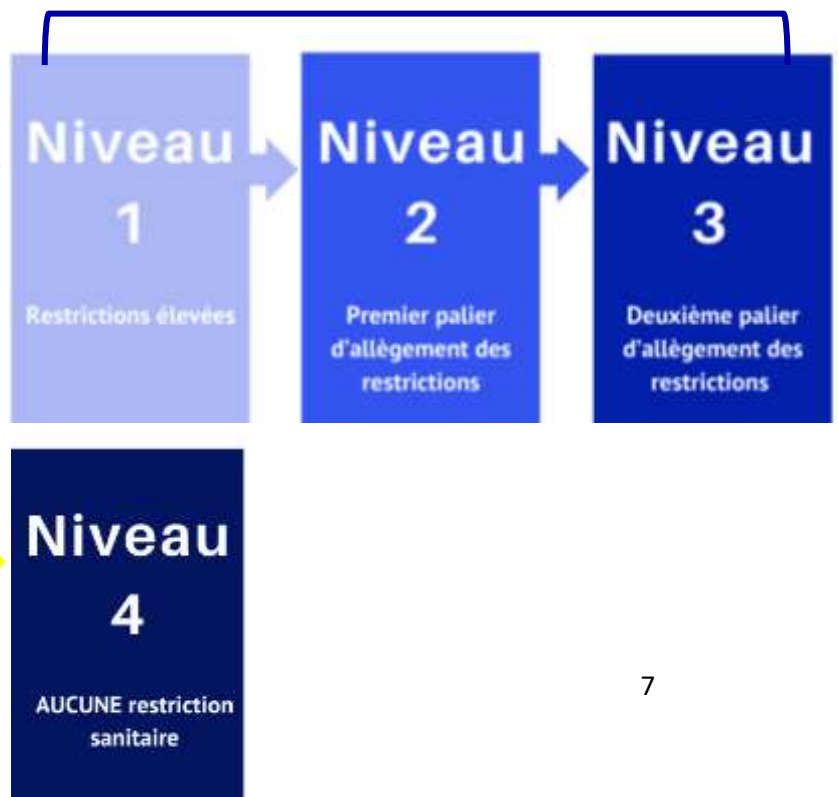 Niveau
1
Restrictions élevées
Niveau
2
Premier palier
d'allègement des
restrictions
Niveau
3
Deuxième palier
d'allègement des
restrictions
Niveau
4
AUCUNE restriction
sanitaire
7